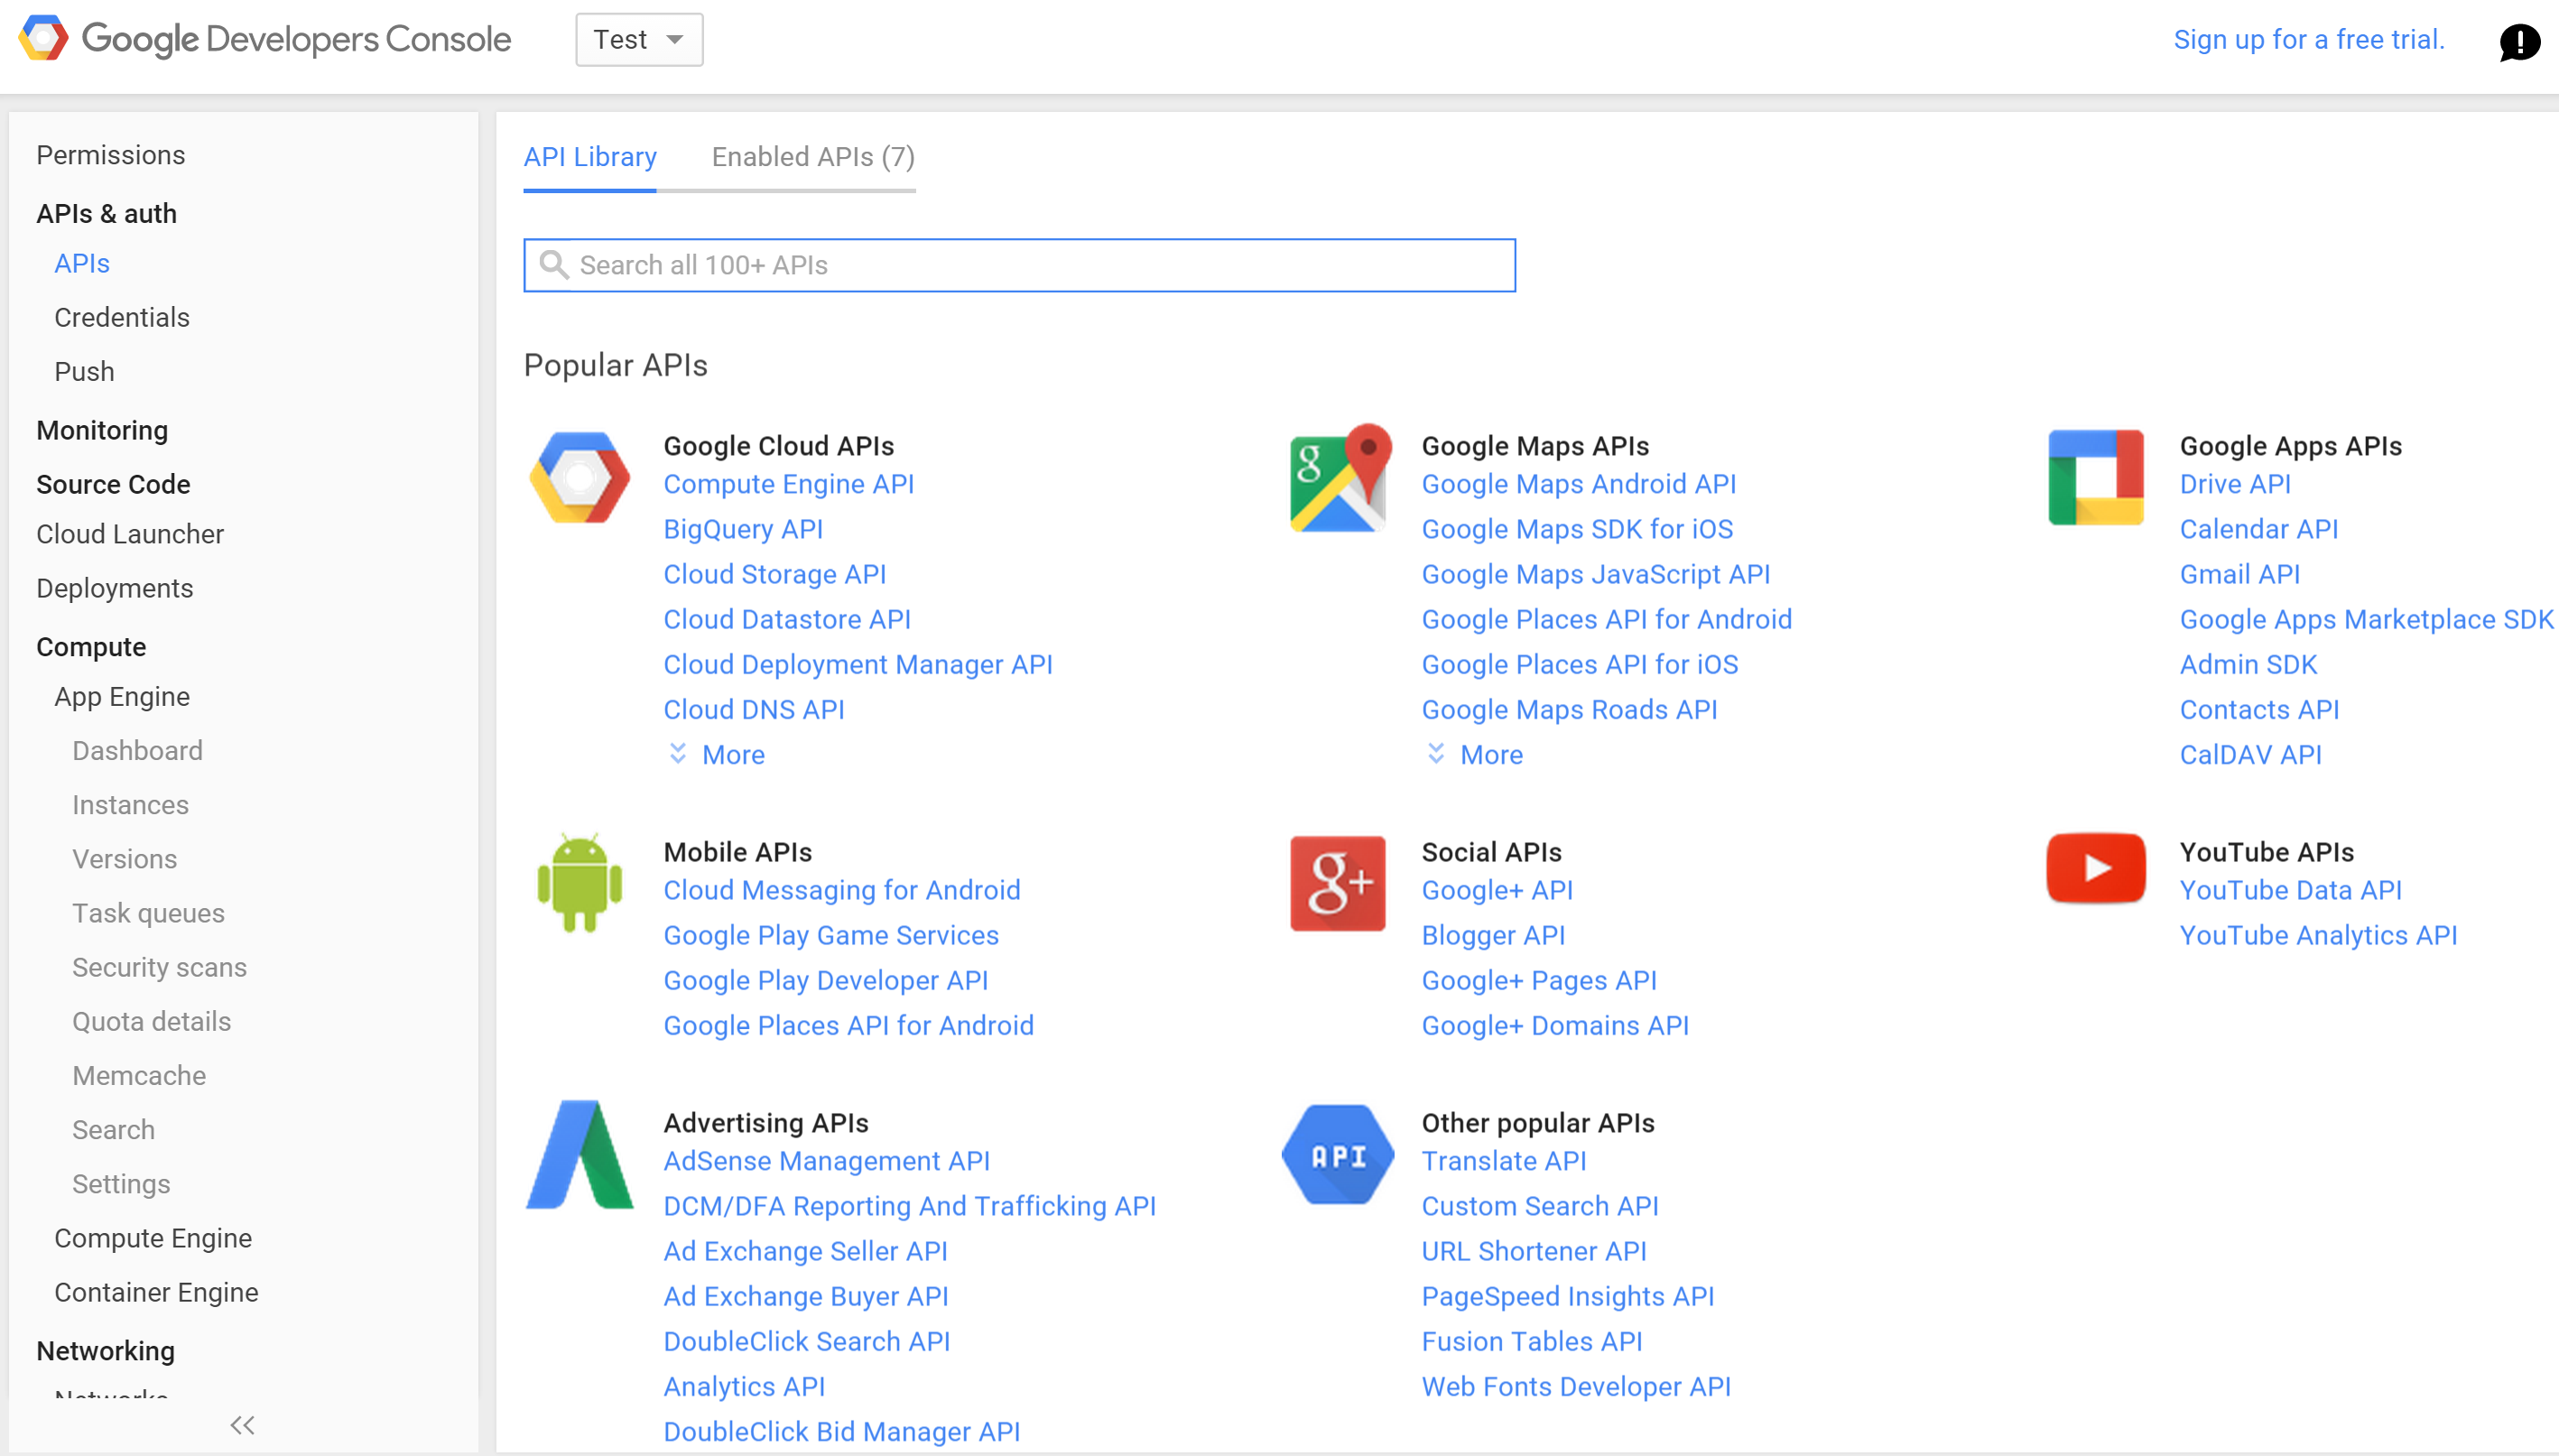 Google Developers Console
Test
Sign up for a free trial.
Permissions
APIs & auth
APIs
Credentials
Push
Monitoring
Source Code
Cloud Launcher
Deployments
Compute
App Engine
Dashboard
Instances
Versions
Task queues
Security scans
Quota details
Memcache
Search
Settings
Compute Engine
Container Engine
Networking
Networks
API Library
Enabled APIs (7)
Search all 100+ APIs
Popular APIs
Google Cloud APIs
Compute Engine API
BigQuery API
Cloud Storage API
Cloud Datastore API
Cloud Deployment Manager API
Cloud DNS API
More
g
Google Maps APIs
Google Maps Android API
Google Maps SDK for iOS
Google Maps JavaScript API
Google Places API for Android
Google Places API for iOS
Google Maps Roads API
More
Google Apps APIs
Drive API
Calendar API
Gmail API
Google Apps Marketplace SDK
Admin SDK
Contacts API
CalDAV API
Mobile APIs
Cloud Messaging for Android
Google Play Game Services
Google Play Developer API
Google Places API for Android
g+
Social APIs
Google+ API
Blogger API
Google+ Pages API
Google+ Domains API
YouTube APIs
YouTube Data API
YouTube Analytics API
Advertising APIs
AdSense Management API
DCM/DFA Reporting And Trafficking API
Ad Exchange Seller API
Ad Exchange Buyer API
DoubleClick Search API
Analytics API
DoubleClick Bid Manager API
API
Other popular APIs
Translate API
Custom Search API
URL Shortener API
PageSpeed Insights API
Fusion Tables API
Web Fonts Developer API